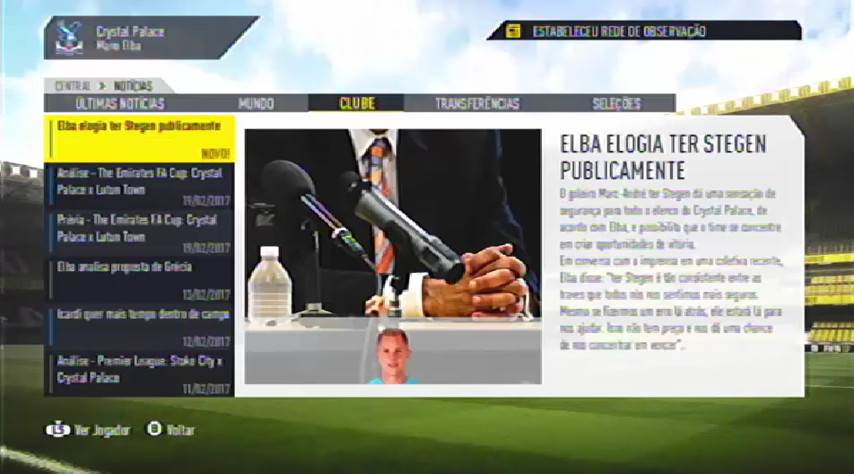 Crystal Palace
Mano Elba
ESTABELECEU REDE DE OBSERVAÇÃO
CENTRAL > NOTÍCIAS
ÚLTIMAS NOTÍCIAS MUNDO CLUBE TRANSFERÊNCIAS SELEÇÕES
Elba elogia ter Stegen publicamente
NOVO!
Análise - The Emirates FA Cup: Crystal
Palace x Luton Town
19/02/2017
Prévia - The Emirates FA Cup: Crystal
Palace x Luton Town
19/02/2017
Elba analisa proposta de Grécia
13/02/2017
Icardi quer mais tempo dentro de campo
12/02/2017
Análise - Premier League: Stoke City x
Crystal Palace
11/02/2017
ELBA ELOGIA TER STEGEN
PUBLICAMENTE
O goleiro Marc-André ter Stegen dá uma sensação de
segurança para todo o elenco do Crystal Palace, de
acordo com Elba, e possibilita que o time se concentre
em criar oportunidades de vitória.
Em conversa com a imprensa em uma coletiva recente,
Elba disse: "ter Stegen é tão consistente entre as
traves que todos nós nos sentimos mais seguros.
Mesmo se fizermos um erro lá atrás, ele estará lá para
nos ajudar. Isso não tem preço e nos dá uma chance
de nos concentrar em vencer".
LS Ver Jogador B Voltar